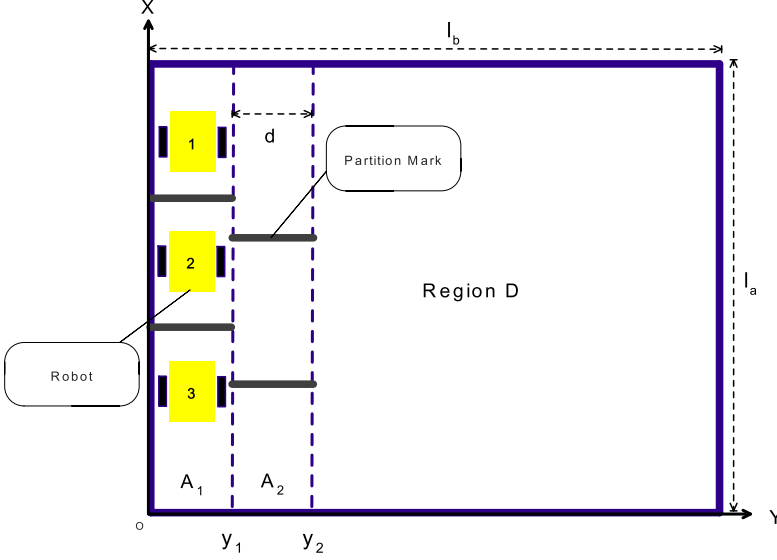 X
l_b
1
d
Partition Mark
2
Region D
l_a
Robot
3
A_1
A_2
O
Y
y_1
y_2